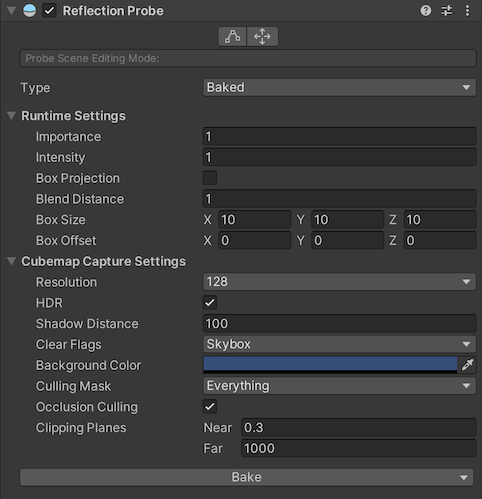 Reflection Probe
Probe Scene Editing Mode:
Type Baked
Runtime Settings
Importance 1
Intensity 1
Box Projection
Blend Distance 1
Box Size X 10 Y 10 Z 10
Box Offset X 0 Y 0 Z 0
Cubemap Capture Settings
Resolution 128
HDR
Shadow Distance 100
Clear Flags Skybox
Background Color
Culling Mask Everything
Occlusion Culling
Clipping Planes Near 0.3
Far 1000
Bake